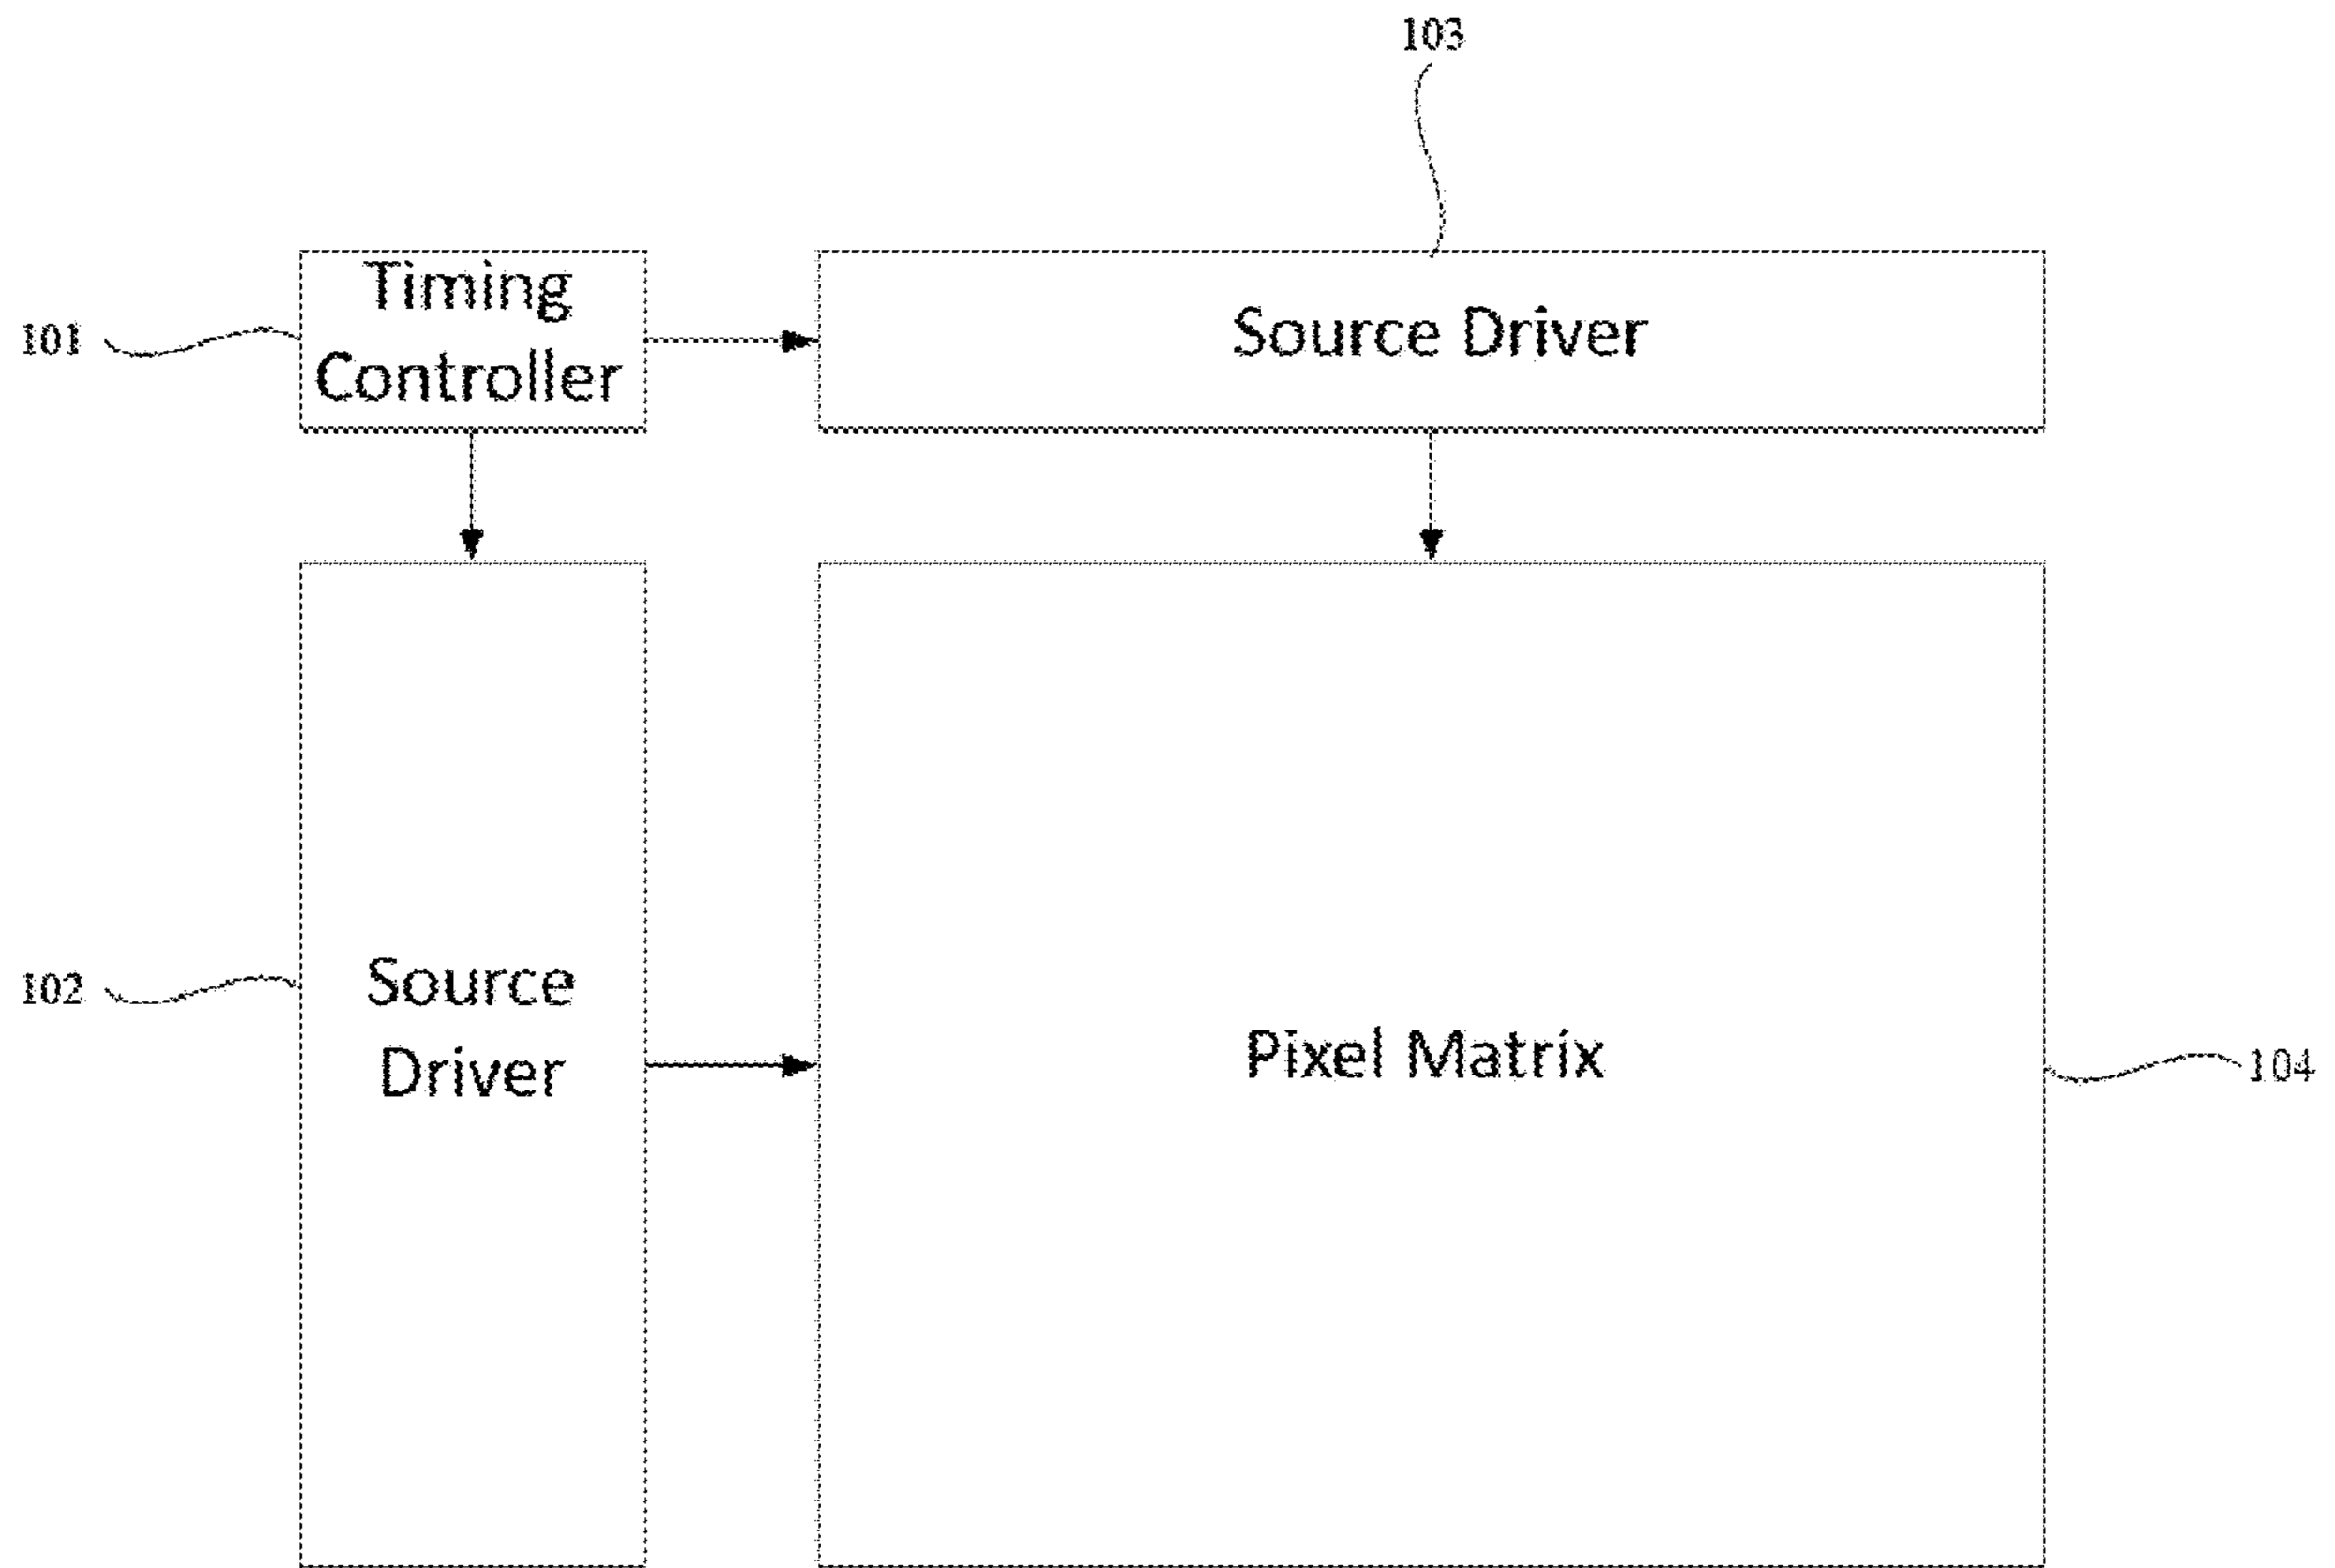 103
Timing
Controller
101
Source Driver
Source
Driver
102
Pixel Matrix
104